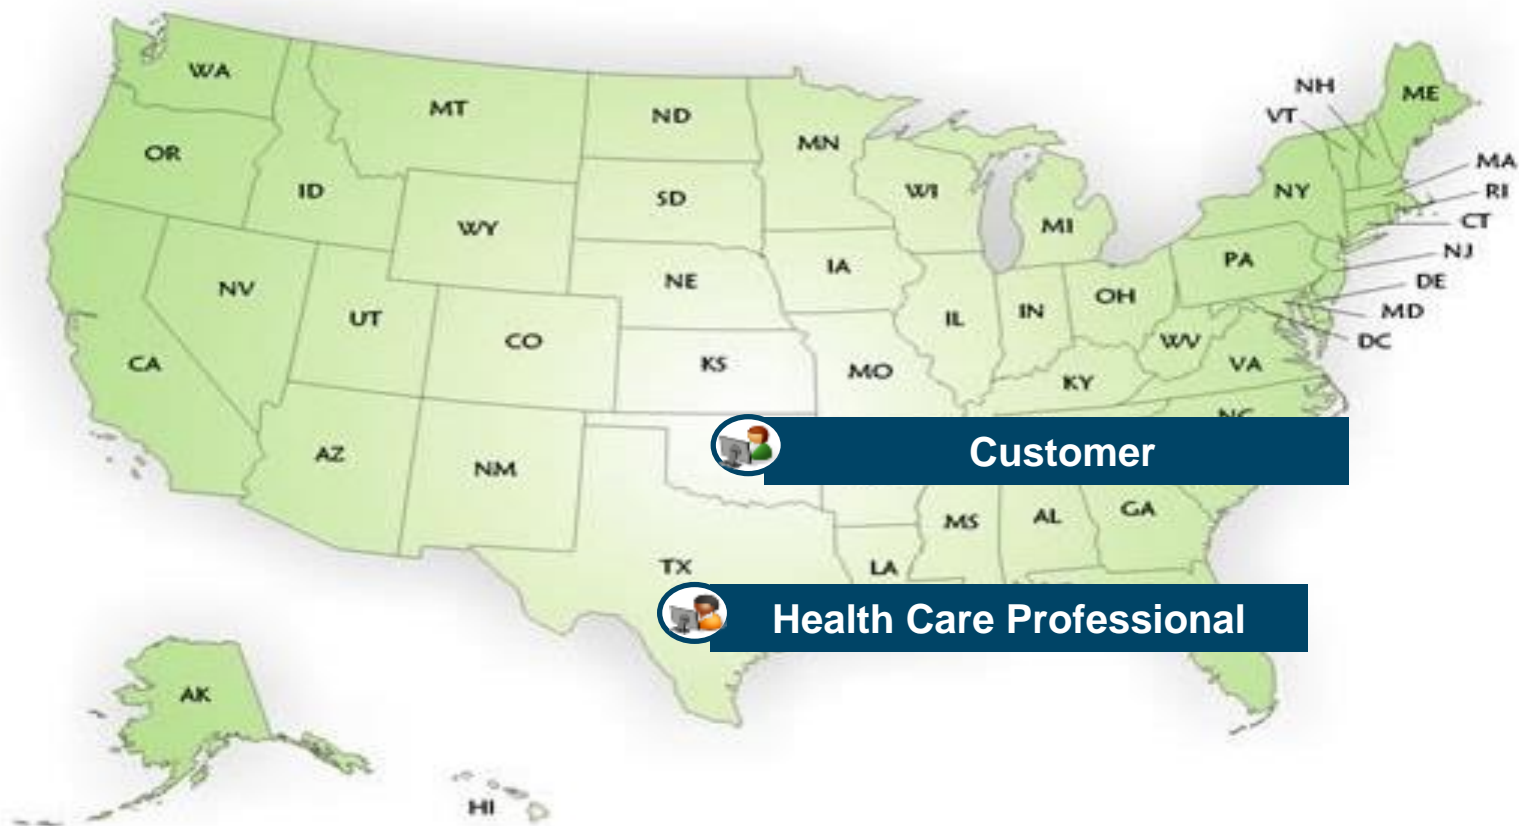 WA
MT
ND
MN
NH
ME
VT
OR
ID
SD
WI
MA
NY
RI
WY
MI
CT
PA
NJ
NV
NE
IA
DE
UT
CO
IL
IN
OH
MD
DC
CA
KS
MO
WV
VA
KY
NC
AZ
NM
Customer
MS
AL
GA
TX
LA
Health Care Professional
AK
HI